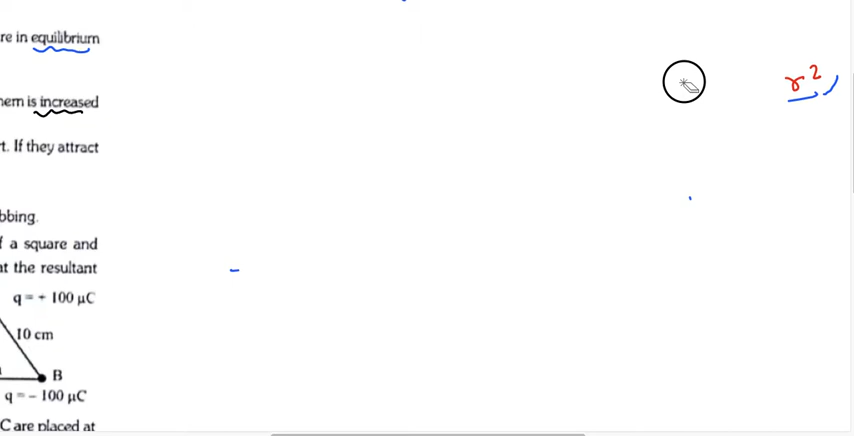 re in equilibrium
r²
hem is increased
t. If they attract
bbing.
f a square and
at the resultant
q = + 100 μC
10 cm
B
q = – 100 μC
C are placed at